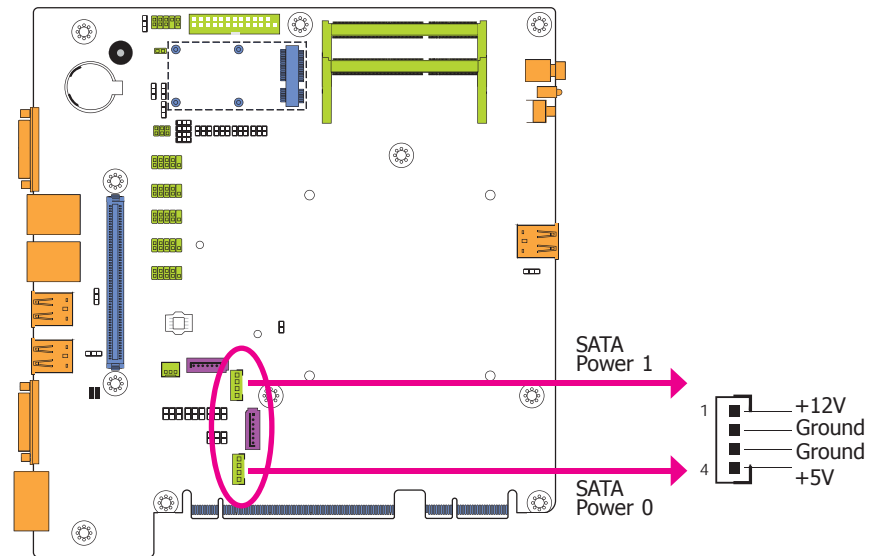 SATA
Power 1
1
+12V
Ground
Ground
4
+5V
SATA
Power 0